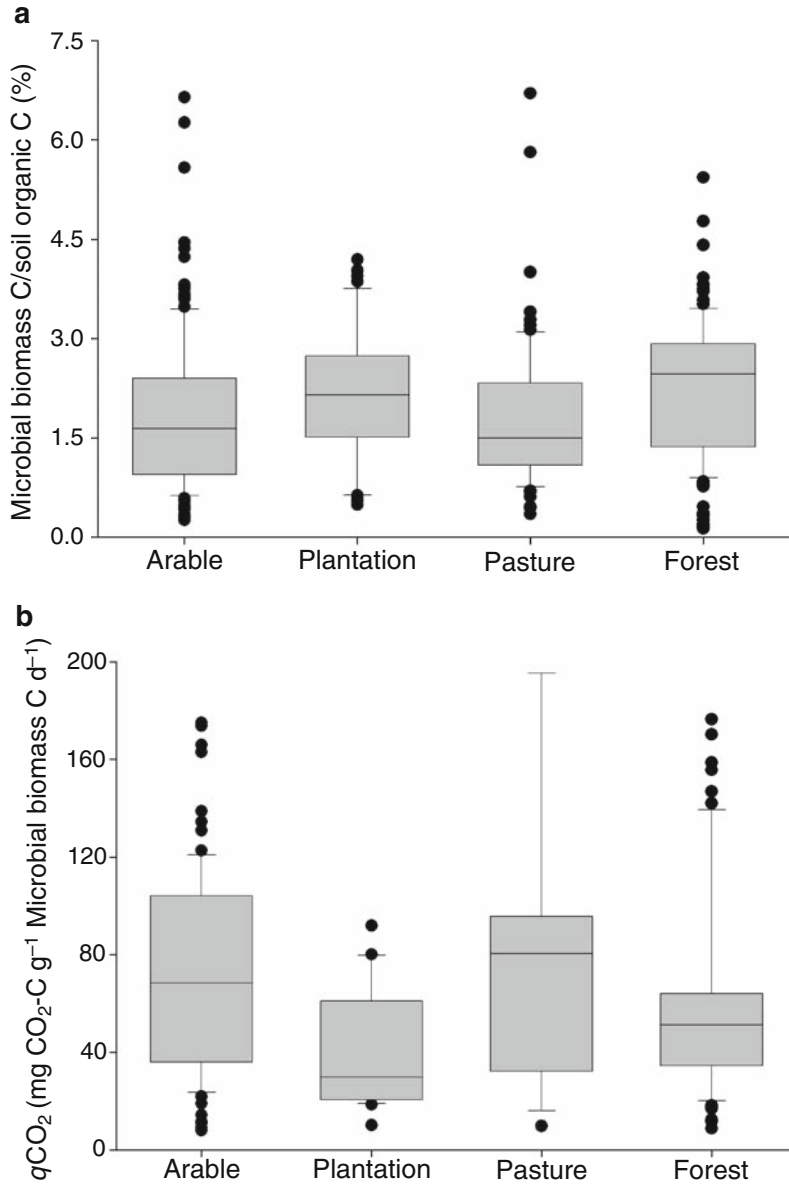 a
Microbial biomass C/soil organic C (%)
7.5
6.0
4.5
3.0
1.5
0.0
Arable Plantation Pasture Forest
b
qCO₂ (mg CO₂-C g⁻¹ Microbial biomass C d⁻¹)
200
160
120
80
40
0
Arable Plantation Pasture Forest